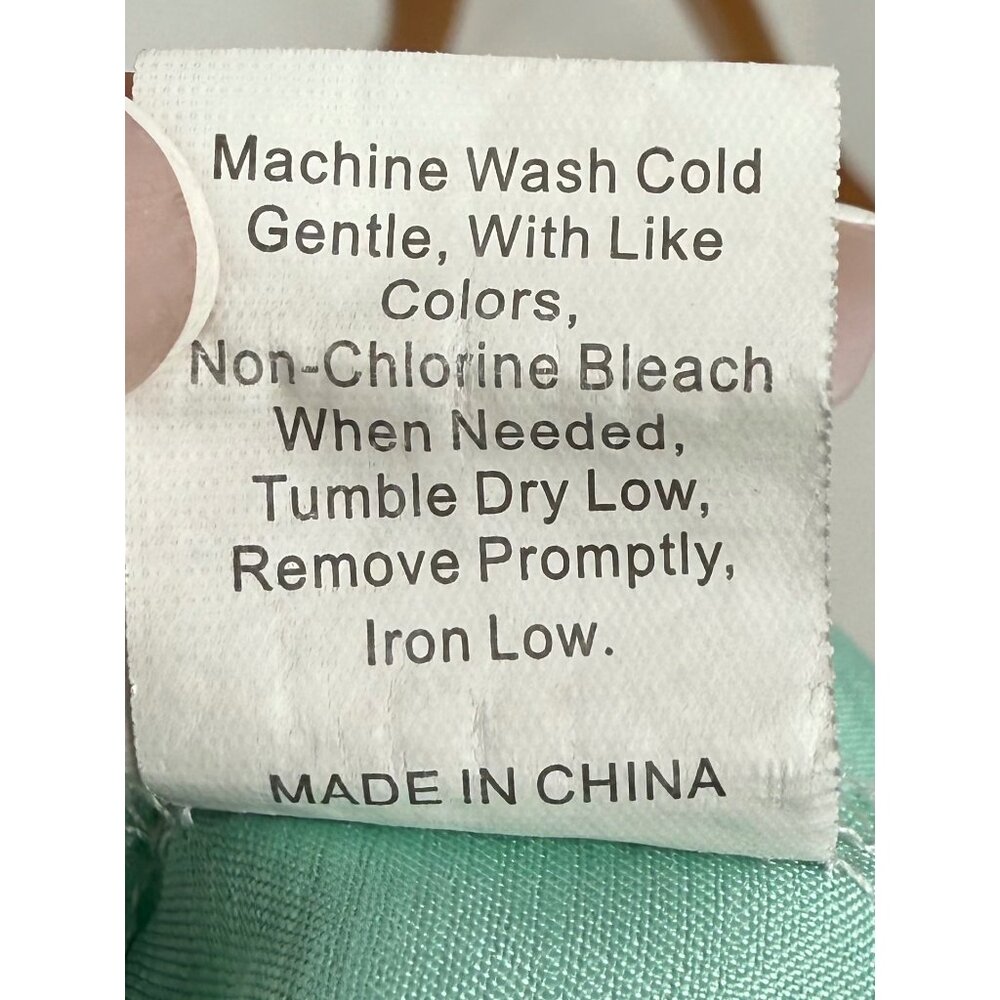 Machine Wash Cold
Gentle, With Like
Colors,
Non-Chlorine Bleach
When Needed,
Tumble Dry Low,
Remove Promptly,
Iron Low.
MADE IN CHINA